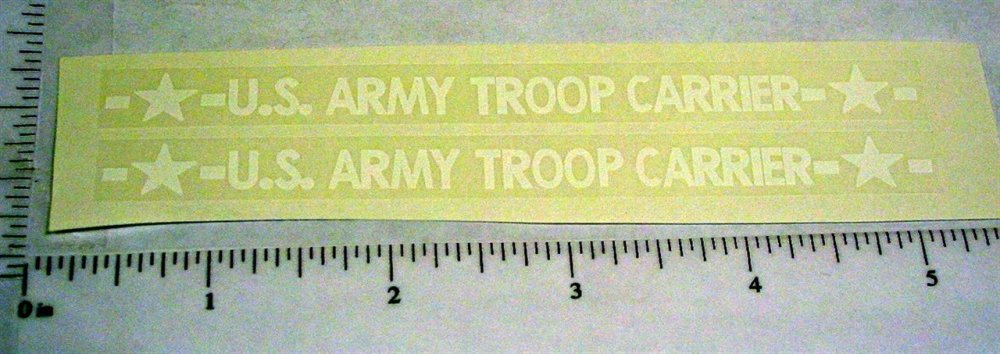 -★-U.S. ARMY TROOP CARRIER-★-
-★-U.S. ARMY TROOP CARRIER-★-
0 in 1 2 3 4 5